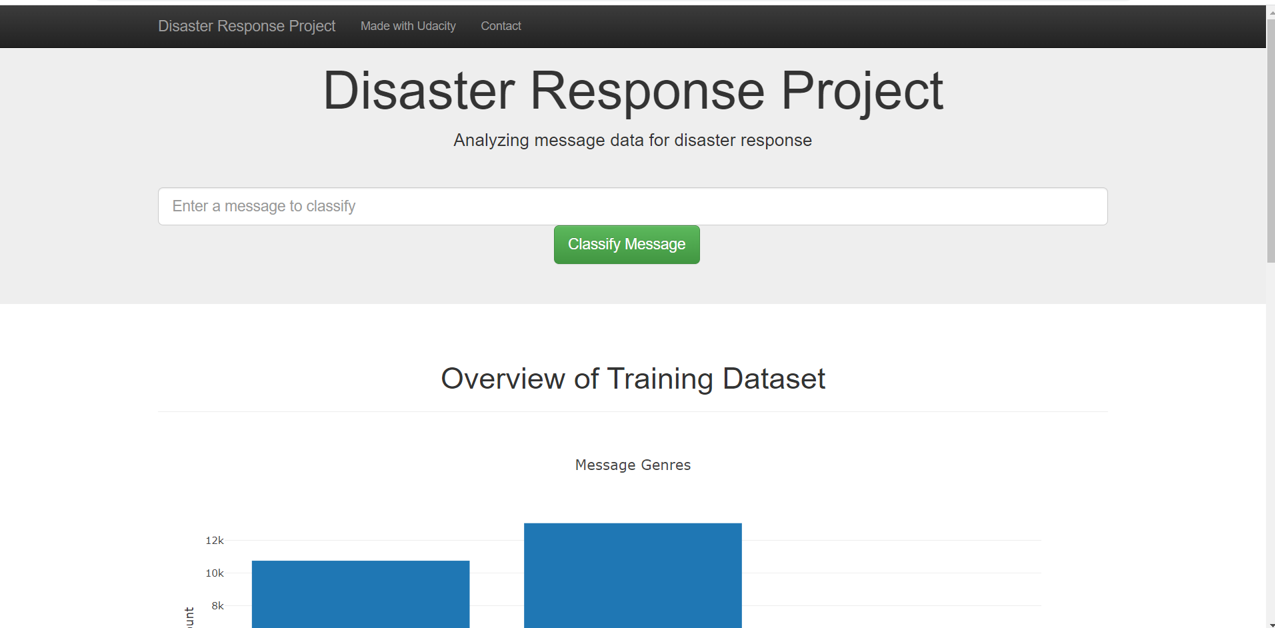 Disaster Response Project Made with Udacity Contact
Disaster Response Project
Analyzing message data for disaster response
Enter a message to classify
Classify Message
Overview of Training Dataset
Message Genres
12k
10k
8k